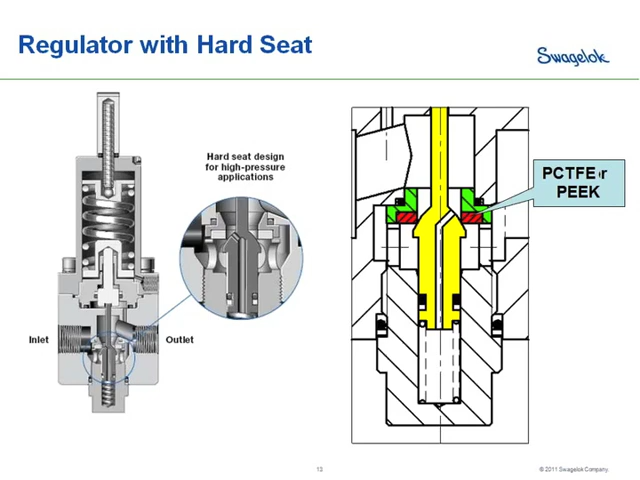 Regulator with Hard Seat
Swagelok
Hard seat design
for high-pressure
applications
PCTFE r
PEEK
Inlet
Outlet
13
© 2011 Swagelok Company.